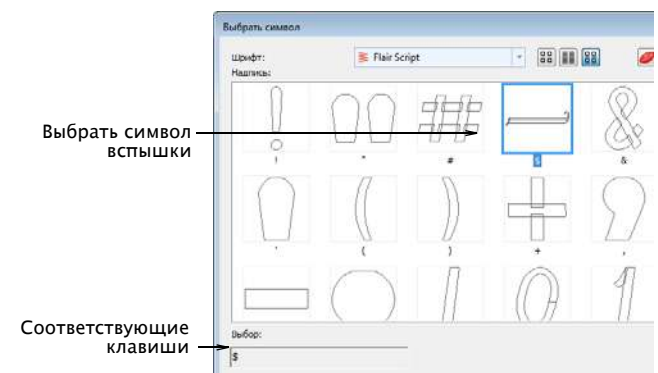 Выбрать символ
Шрифт:
Flair Script
Надпись:
Выбрать символ
вспышки
! " # $ &
' ( ) + ,
Соответствующие
клавиши
Выбор:
$